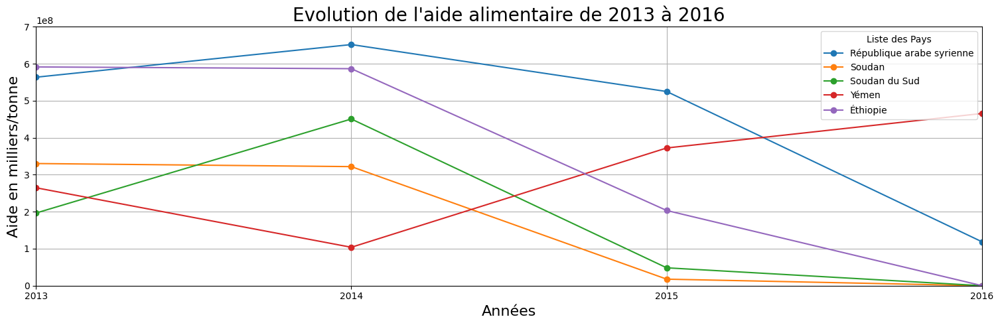 Evolution de l'aide alimentaire de 2013 à 2016
1e8
7
6
5
4
3
2
1
0
Aide en milliers/tonne
Liste des Pays
République arabe syrienne
Soudan
Soudan du Sud
Yémen
Éthiopie
2013 2014 2015 2016
Années